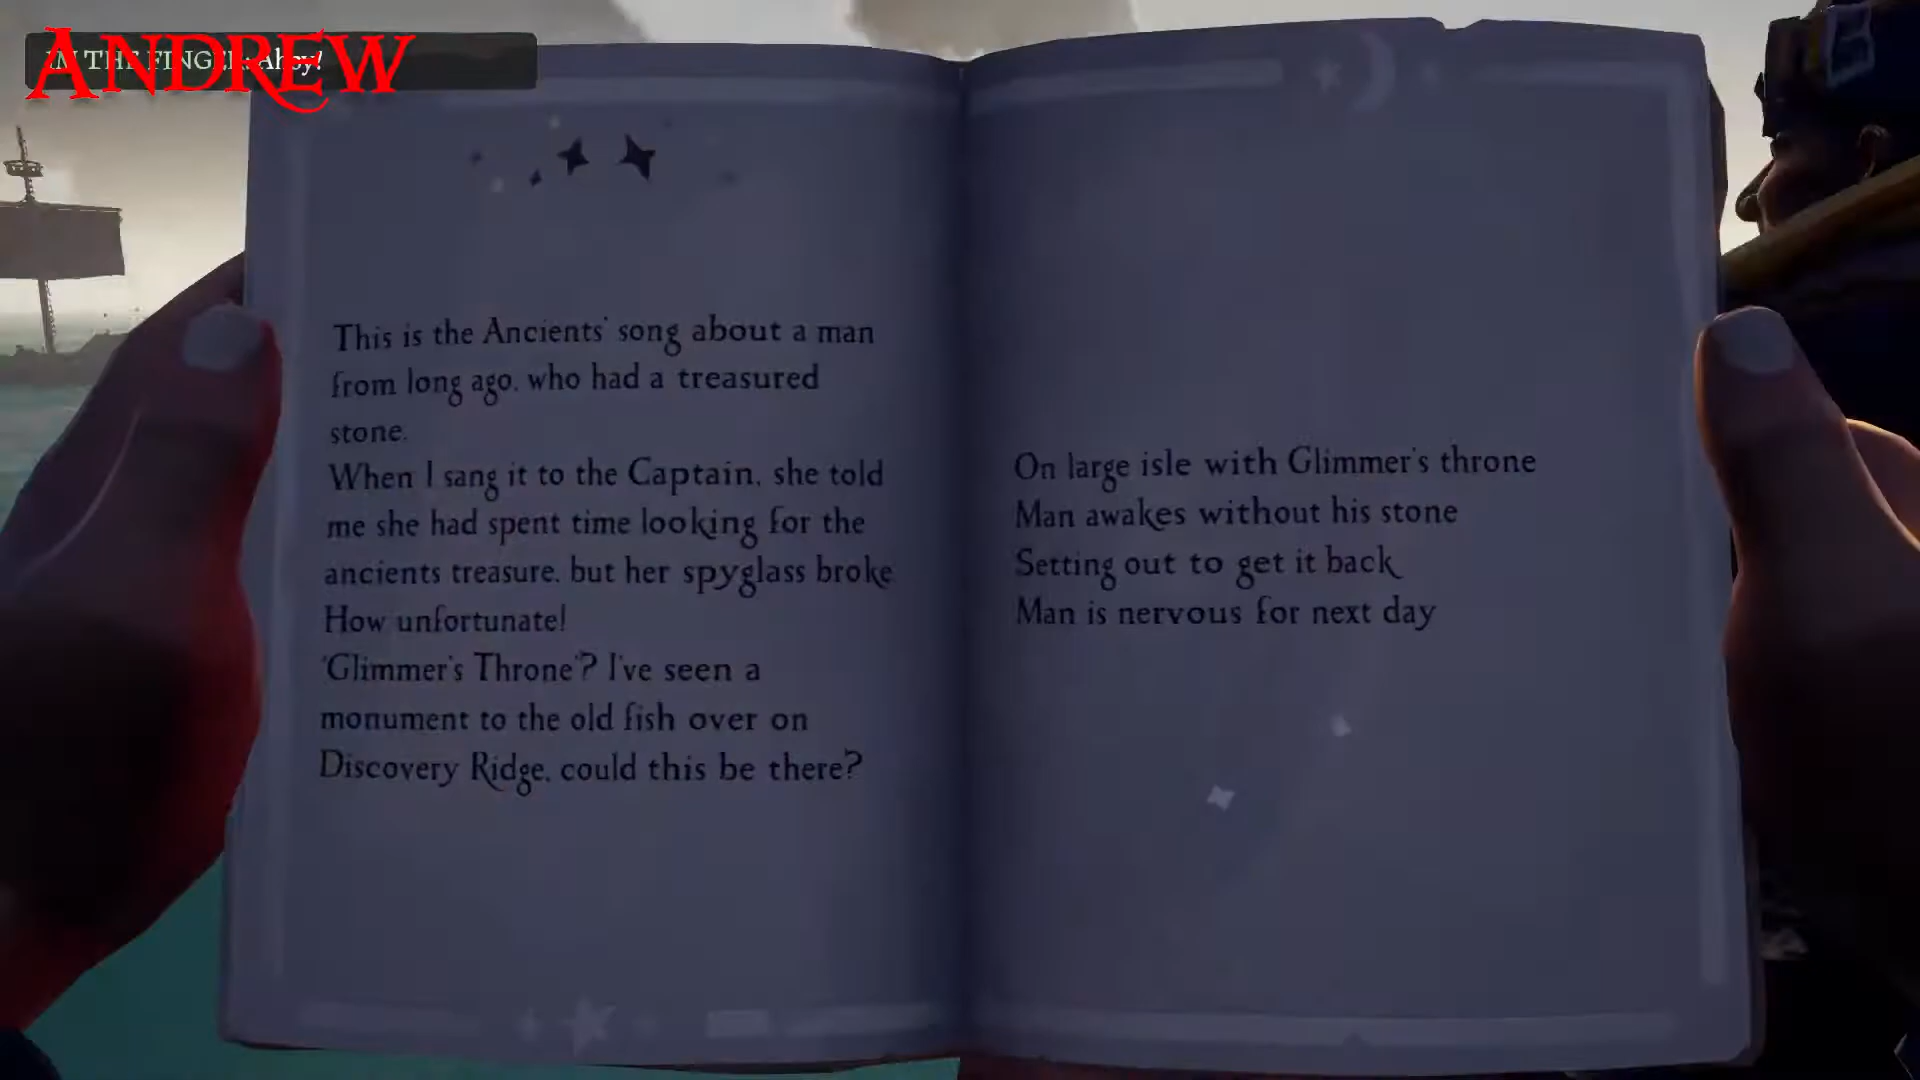 ANDREW
IM THE FINGER: Ahoy!
This is the Ancients' song about a man
from long ago, who had a treasured
stone.
When I sang it to the Captain, she told
me she had spent time looking for the
ancients treasure, but her spyglass broke
How unfortunate!
'Glimmer's Throne'? I've seen a
monument to the old fish over on
Discovery Ridge, could this be there?
On large isle with Glimmer's throne
Man awakes without his stone
Setting out to get it back
Man is nervous for next day